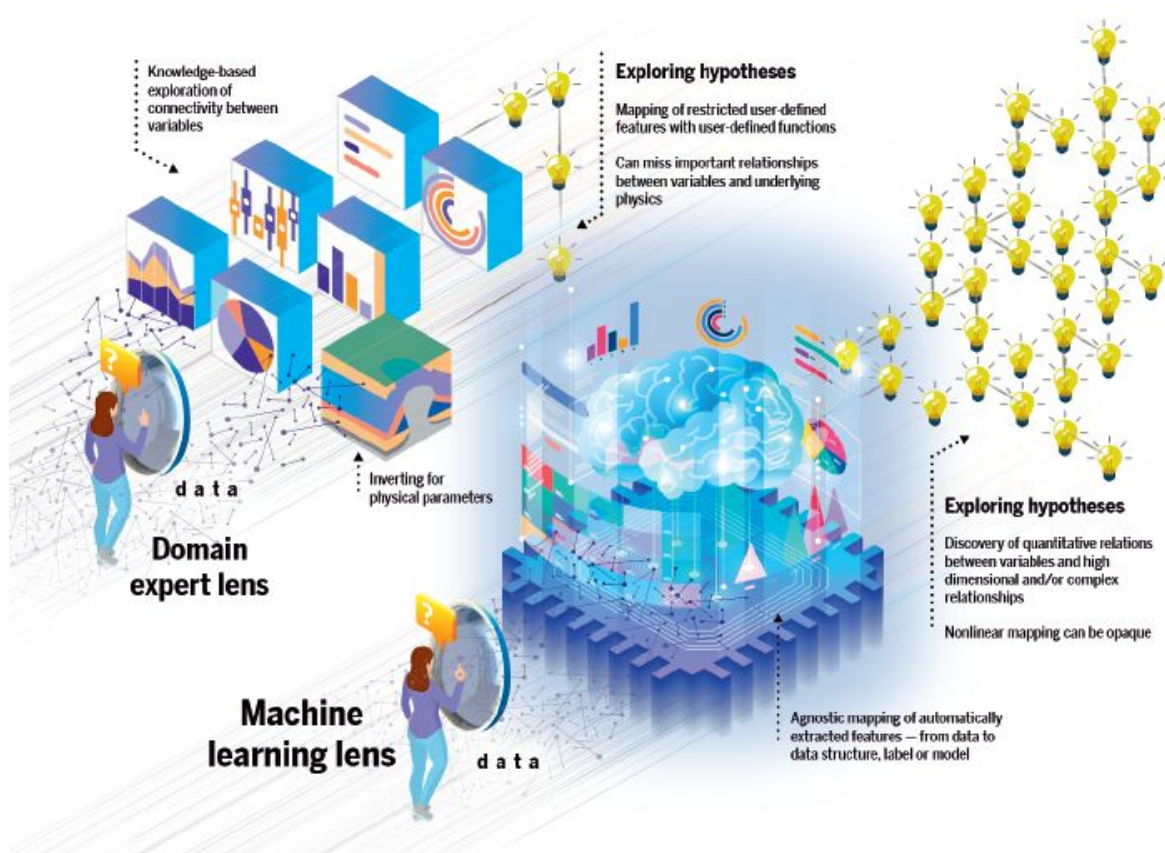 Knowledge-based
exploration of
connectivity between
variables
Exploring hypotheses
Mapping of restricted user-defined
features with user-defined functions
Can miss important relationships
between variables and underlying
physics
?
data
Inverting for
physical parameters
Domain
expert lens
Exploring hypotheses
Discovery of quantitative relations
between variables and high
dimensional and/or complex
relationships
Nonlinear mapping can be opaque
?
data
Machine
learning lens
Agnostic mapping of automatically
extracted features — from data to
data structure, label or model